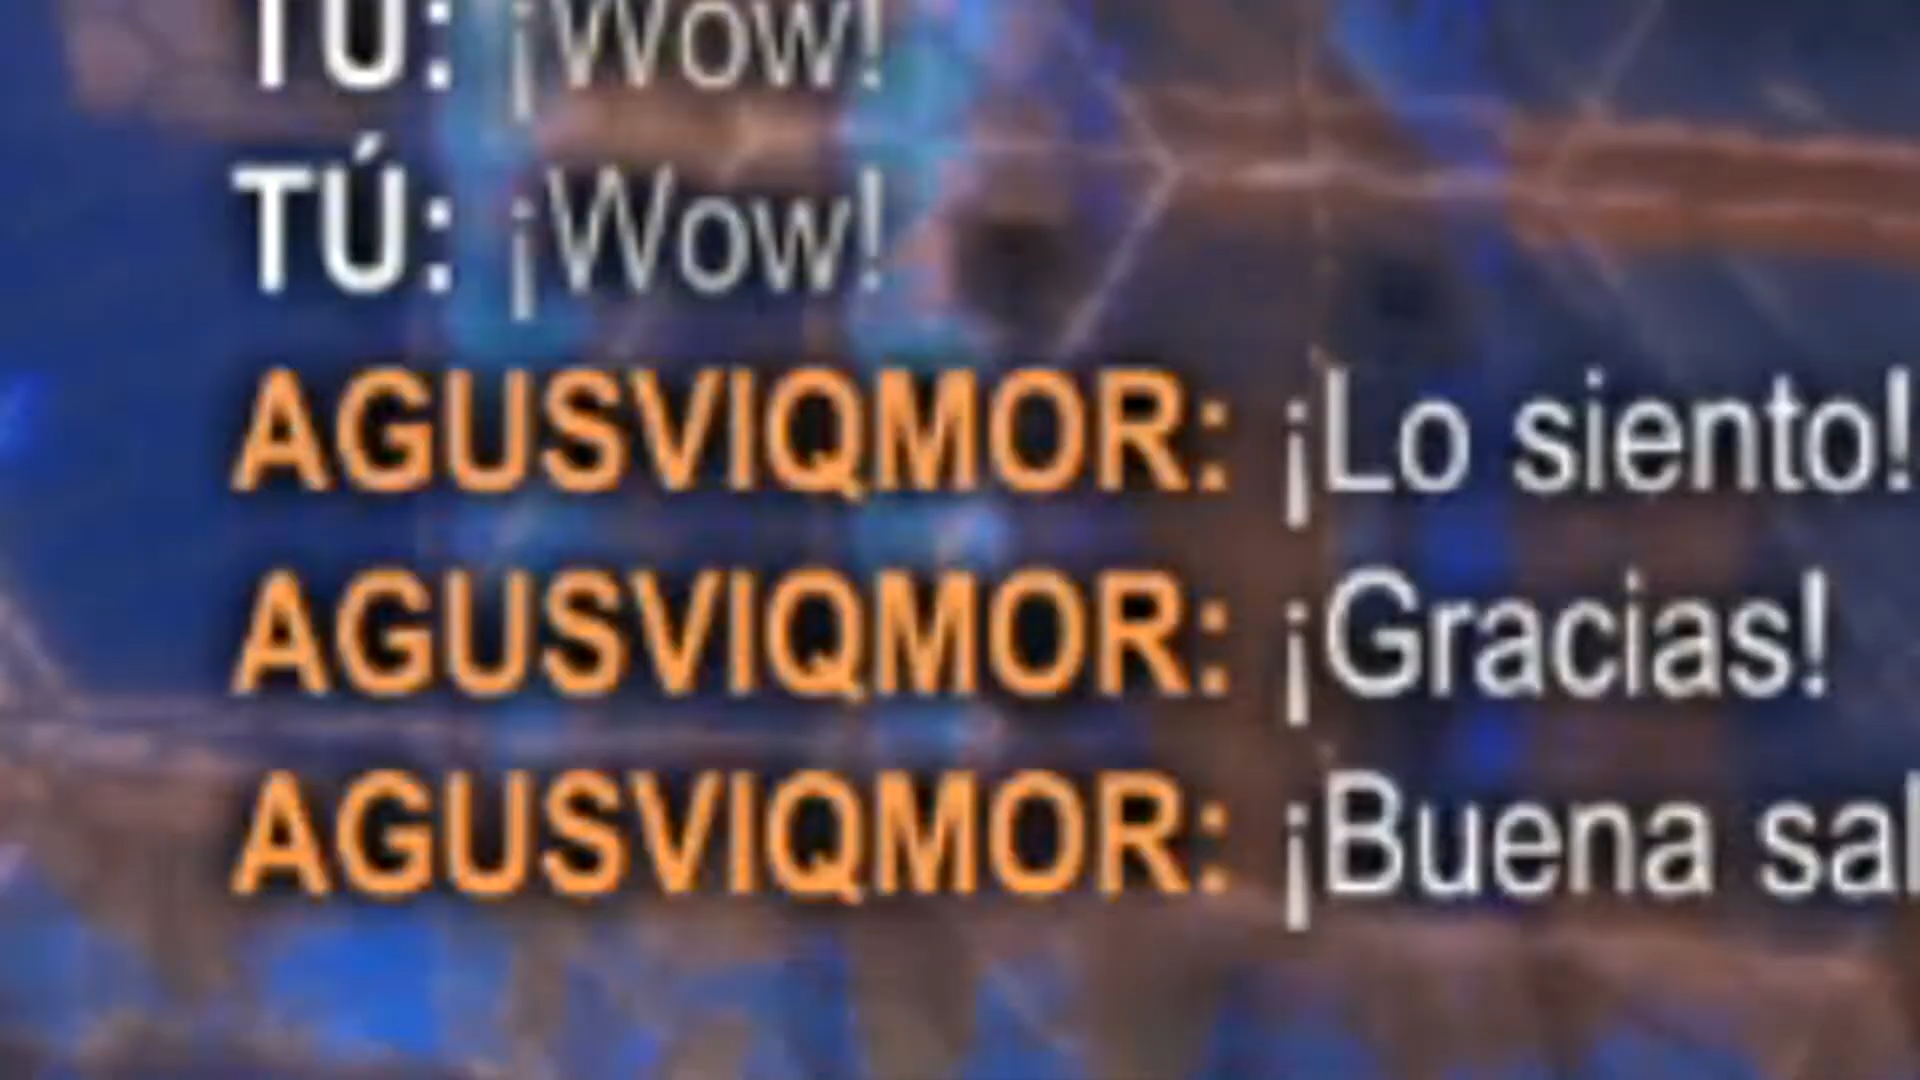 TÚ: ¡Wow!
TÚ: ¡Wow!
AGUSVIQMOR: ¡Lo siento!
AGUSVIQMOR: ¡Gracias!
AGUSVIQMOR: ¡Buena